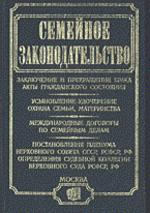 СЕМЕЙНОЕ
ЗАКОНОДАТЕЛЬСТВО
ЗАКЛЮЧЕНИЕ И ПРЕКРАЩЕНИЕ БРАКА
АКТЫ ГРАЖДАНСКОГО СОСТОЯНИЯ
УСЫНОВЛЕНИЕ, УДОЧЕРЕНИЕ
ОХРАНА СЕМЬИ, МАТЕРИНСТВА
МЕЖДУНАРОДНЫЕ ДОГОВОРЫ
ПО СЕМЕЙНЫМ ДЕЛАМ
ПОСТАНОВЛЕНИЯ ПЛЕНУМА
ВЕРХОВНОГО СОВЕТА СССР, РСФСР, РФ
ОПРЕДЕЛЕНИЯ СУДЕБНОЙ КОЛЛЕГИИ
ВЕРХОВНОГО СУДА РСФСР, РФ
МОСКВА